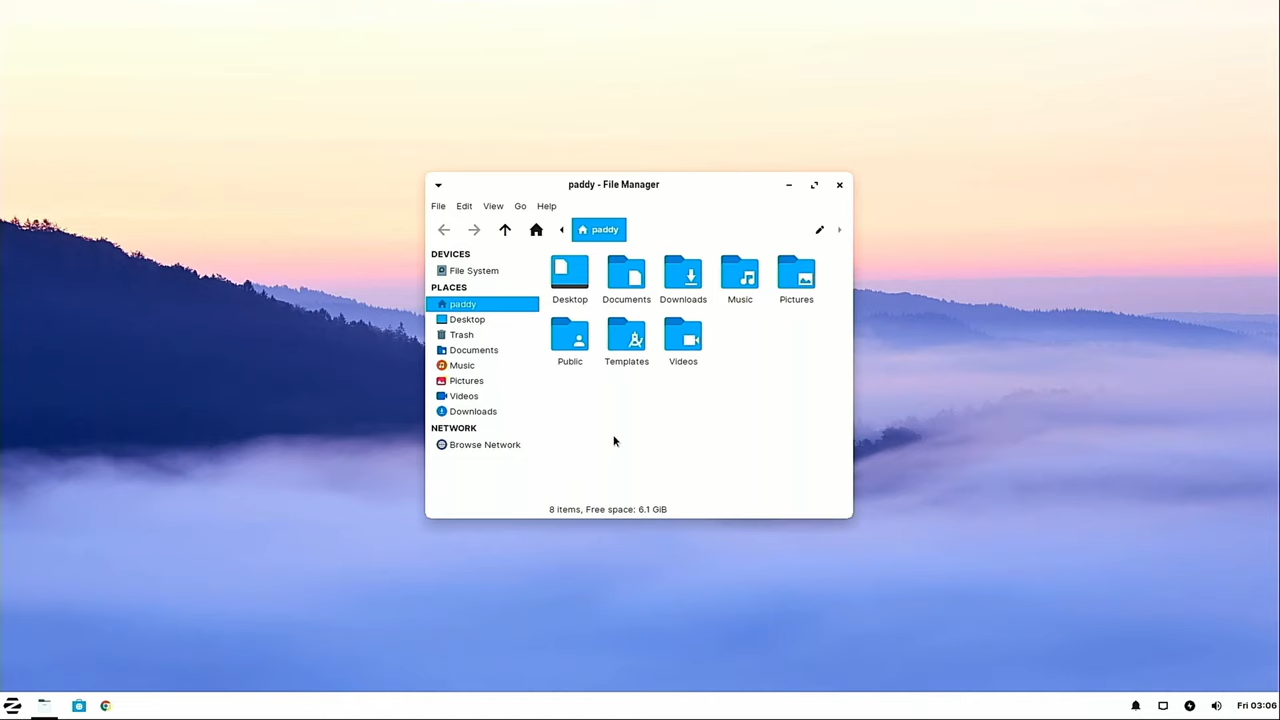 paddy - File Manager
File Edit View Go Help
paddy
DEVICES
File System
PLACES
paddy
Desktop
Trash
Documents
Music
Pictures
Videos
Downloads
NETWORK
Browse Network
Desktop Documents Downloads Music Pictures
Public Templates Videos
8 items, Free space: 6.1 GiB
Fri 03:06